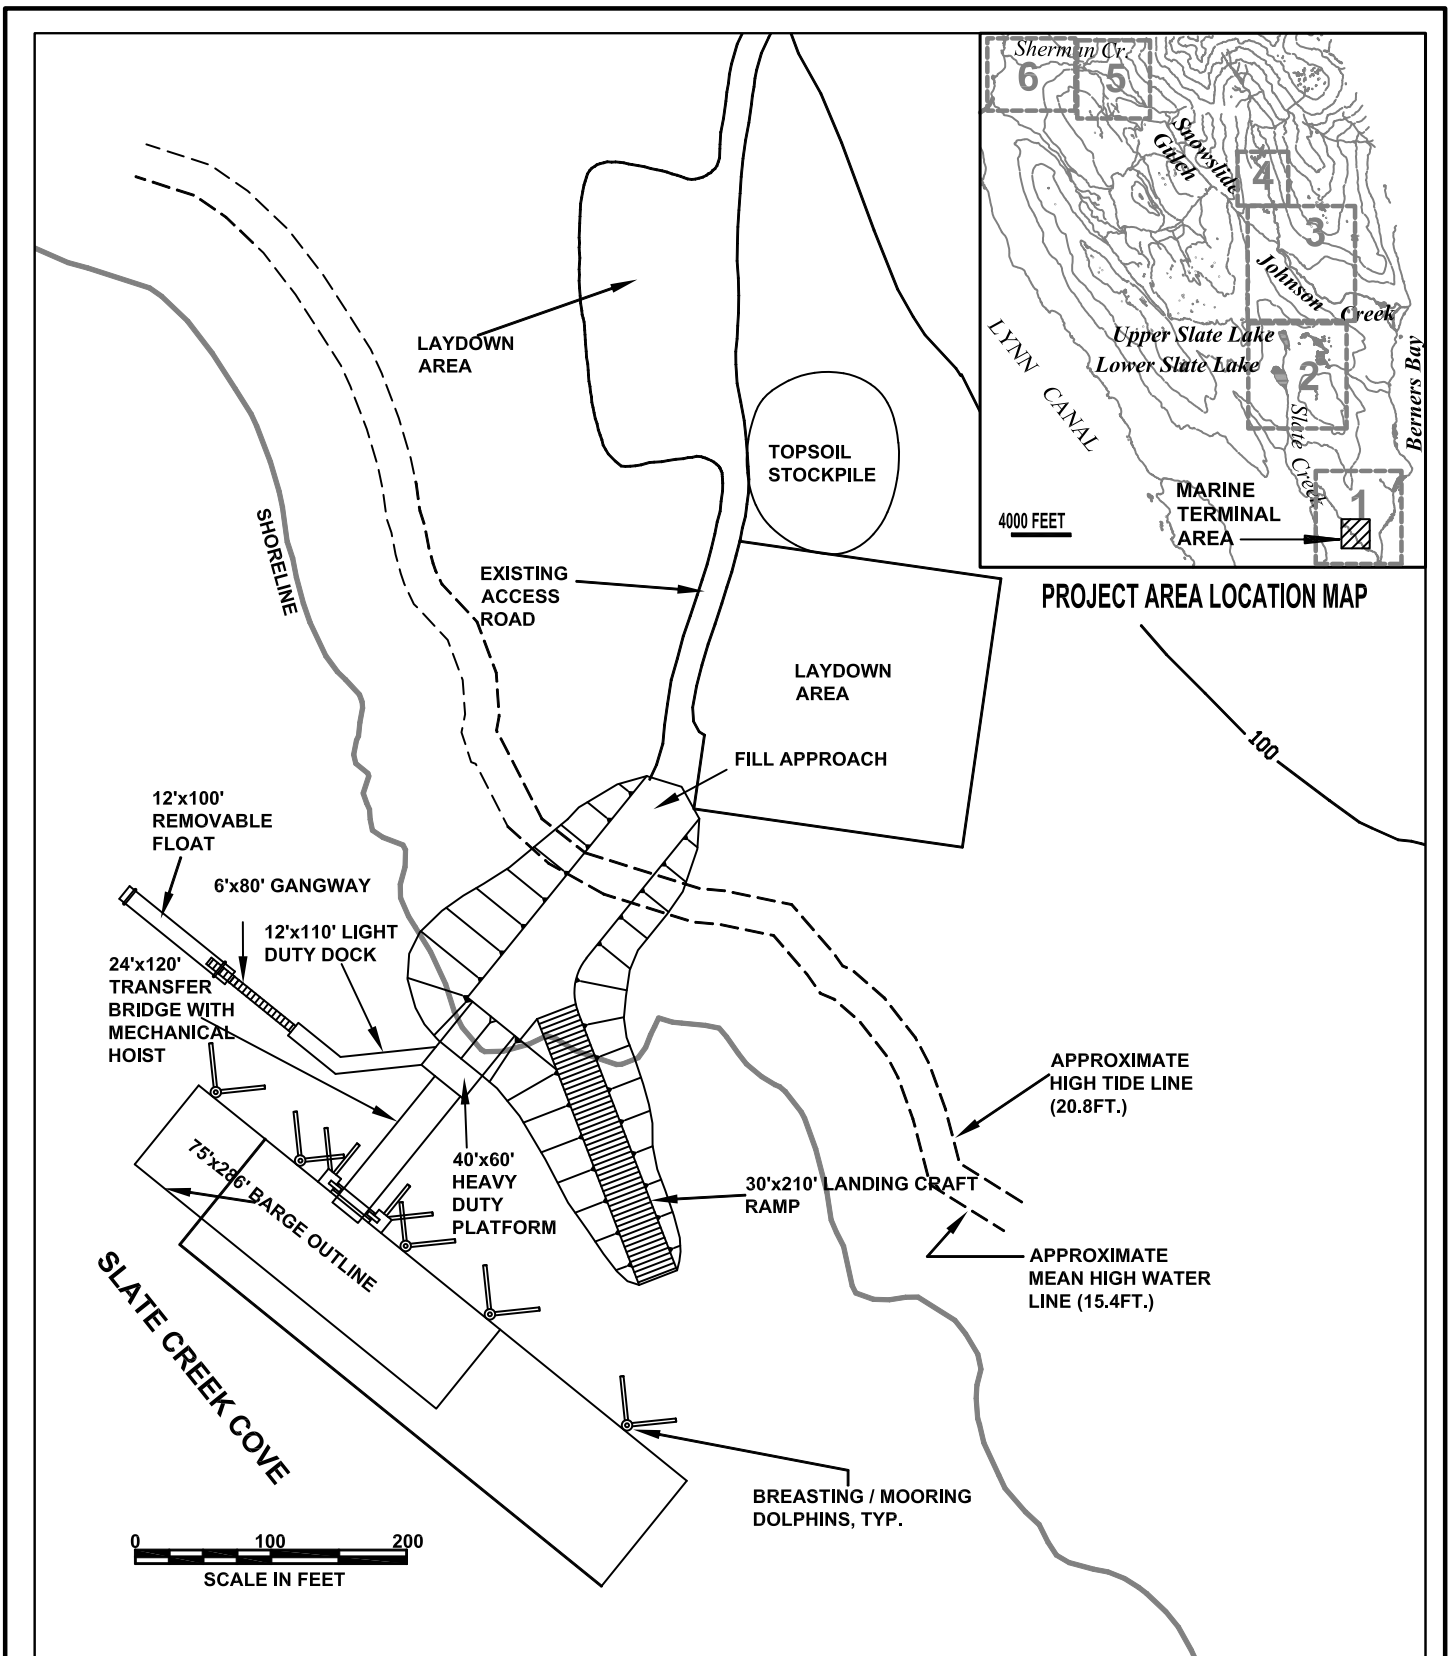 Sherman Cr.
6
5
Snowslide
Gulch
4
3
Johnson
Creek
Upper Slate Lake
Lower Slate Lake
2
LYNN CANAL
Berners Bay
Slate Creek
1
MARINE
TERMINAL
AREA
4000 FEET
PROJECT AREA LOCATION MAP
LAYDOWN
AREA
TOPSOIL
STOCKPILE
SHORELINE
EXISTING
ACCESS
ROAD
LAYDOWN
AREA
100
FILL APPROACH
12'x100'
REMOVABLE
FLOAT
6'x80' GANGWAY
12'x110' LIGHT
DUTY DOCK
24'x120'
TRANSFER
BRIDGE WITH
MECHANICAL
HOIST
APPROXIMATE
HIGH TIDE LINE
(20.8FT.)
75'x286' BARGE OUTLINE
40'x60'
HEAVY
DUTY
PLATFORM
30'x210' LANDING CRAFT
RAMP
APPROXIMATE
MEAN HIGH WATER
LINE (15.4FT.)
SLATE CREEK COVE
BREASTING / MOORING
DOLPHINS, TYP.
0 100 200
SCALE IN FEET